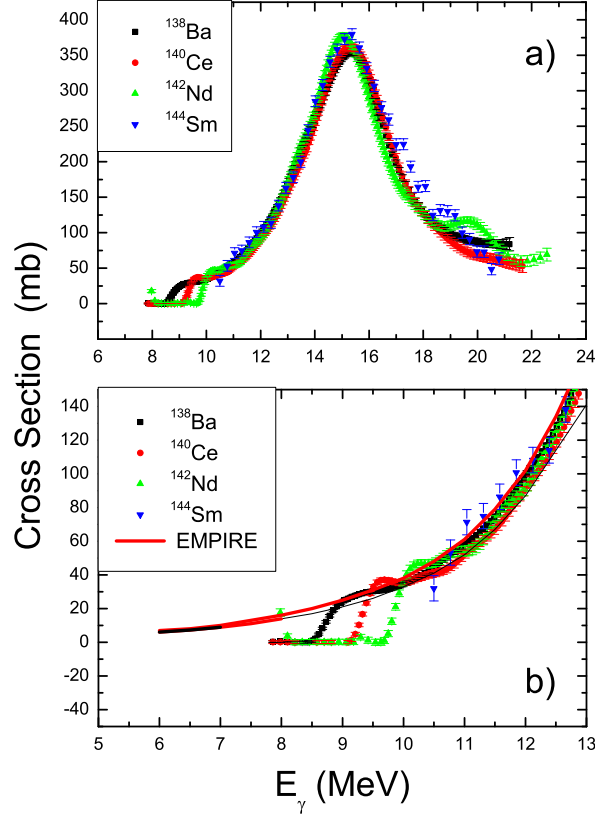 Cross Section (mb)
400
350
300
250
200
150
100
50
0
¹³⁸Ba
¹⁴⁰Ce
¹⁴²Nd
¹⁴⁴Sm
a)
6 8 10 12 14 16 18 20 22 24
140
120
100
80
60
40
20
0
-20
-40
¹³⁸Ba
¹⁴⁰Ce
¹⁴²Nd
¹⁴⁴Sm
EMPIRE
b)
5 6 7 8 9 10 11 12 13
E_γ (MeV)